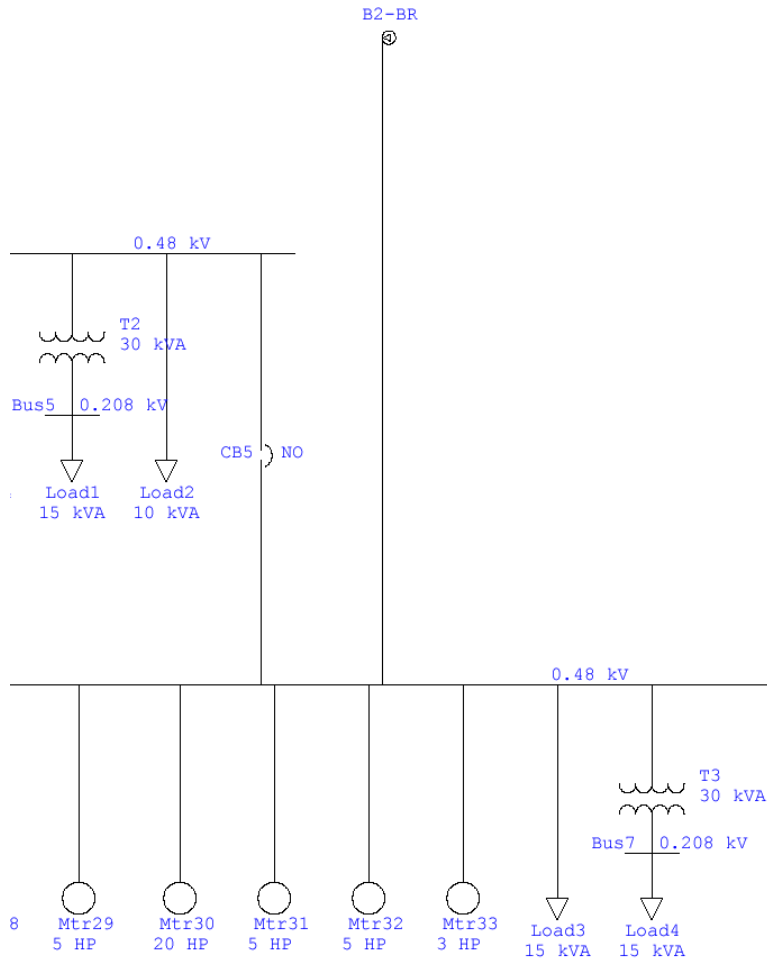 B2-BR
0.48 kV
T2
30 kVA
Bus5 0.208 kV
CB5 NO
Load1 Load2
15 kVA 10 kVA
0.48 kV
T3
30 kVA
Bus7 0.208 kV
8 Mtr29 Mtr30 Mtr31 Mtr32 Mtr33 Load3 Load4
5 HP 20 HP 5 HP 5 HP 3 HP 15 kVA 15 kVA